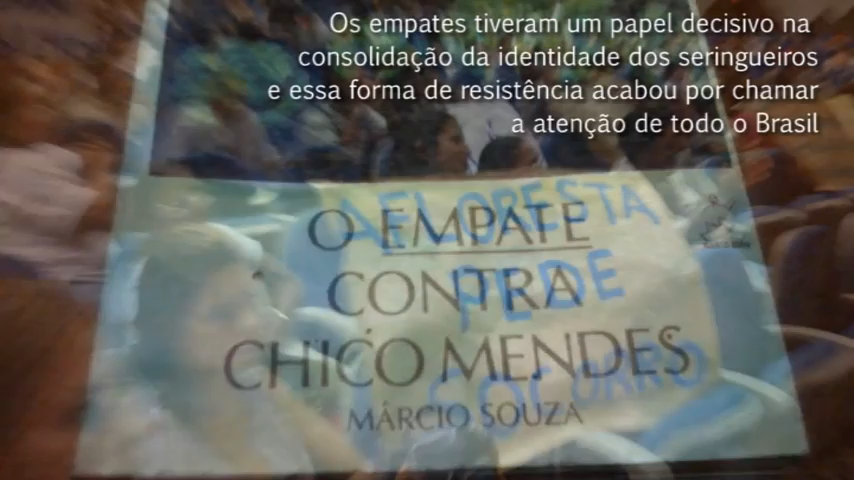 Os empates tiveram um papel decisivo na
consolidação da identidade dos seringueiros
e essa forma de resistência acabou por chamar
a atenção de todo o Brasil
A FLORESTA
PEDE
SOCORRO
O EMPATE
CONTRA
CHICO MENDES
MÁRCIO SOUZA